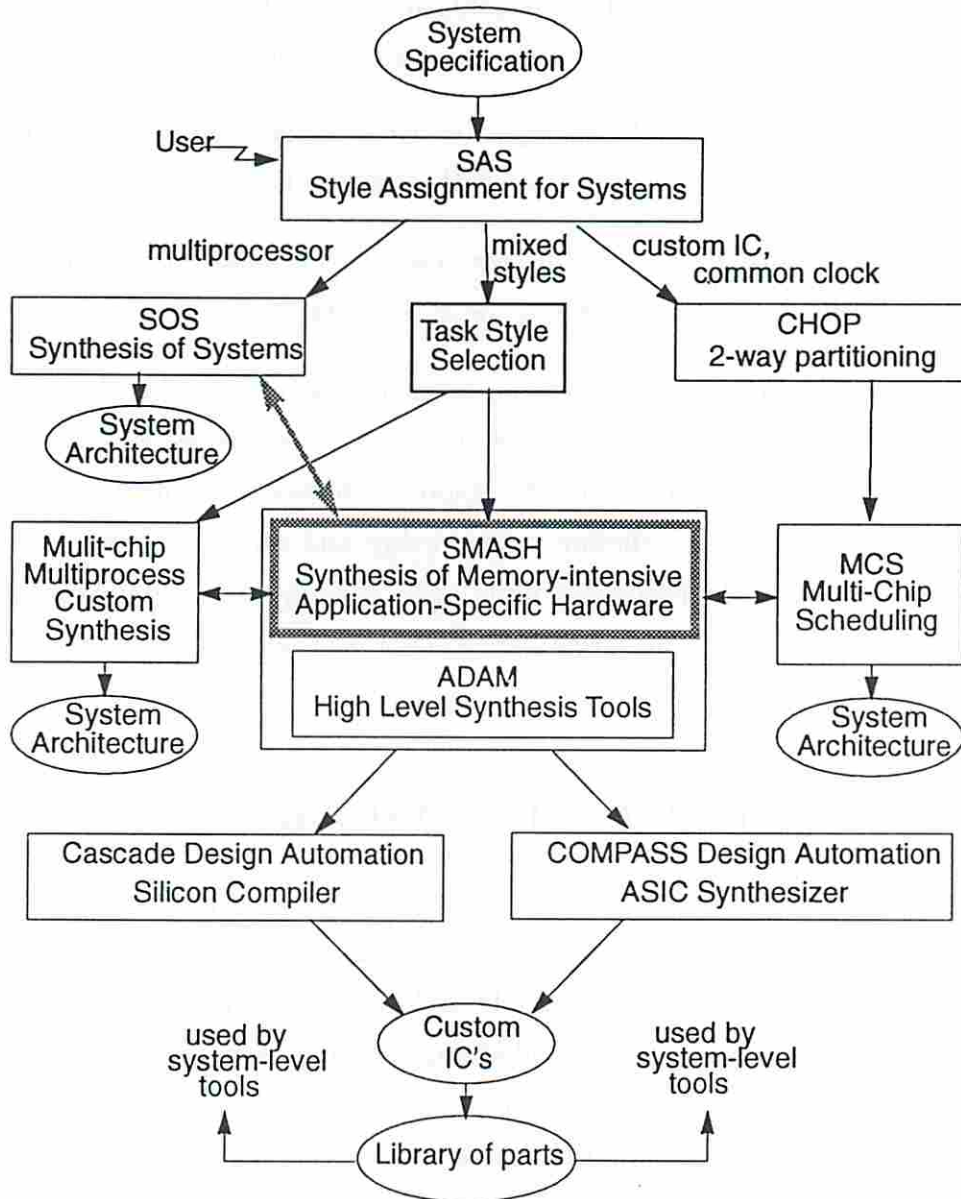 System
Specification
User
SAS
Style Assignment for Systems
multiprocessor
mixed
styles
custom IC,
common clock
SOS
Synthesis of Systems
Task Style
Selection
CHOP
2-way partitioning
System
Architecture
Mulit-chip
Multiprocess
Custom
Synthesis
SMASH
Synthesis of Memory-intensive
Application-Specific Hardware
MCS
Multi-Chip
Scheduling
ADAM
High Level Synthesis Tools
System
Architecture
System
Architecture
Cascade Design Automation
Silicon Compiler
COMPASS Design Automation
ASIC Synthesizer
used by
system-level
tools
Custom
IC's
used by
system-level
tools
Library of parts